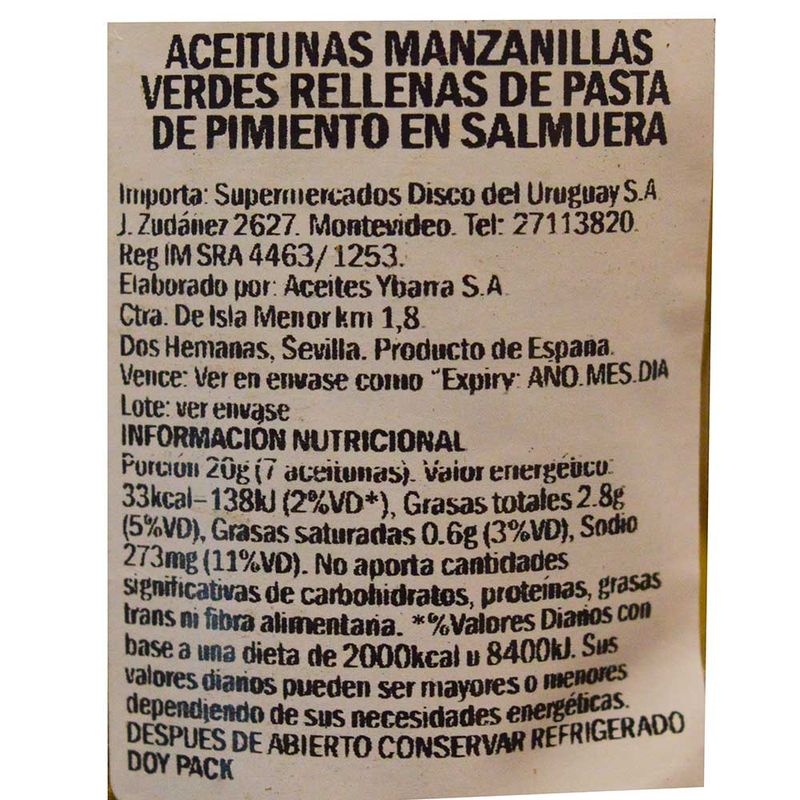 ACEITUNAS MANZANILLAS
VERDES RELLENAS DE PASTA
DE PIMIENTO EN SALMUERA
Importa: Supermercados Disco del Uruguay S.A.
J. Zudáñez 2627. Montevideo. Tel: 27113820.
Reg IM SRA 4463/1253.
Elaborado por: Aceites Ybarra S.A.
Ctra. De Isla Menor km 1,8
Dos Hemanas, Sevilla. Producto de España.
Vence: Ver en envase como "Expiry: AÑO.MES.DIA
Lote: ver envase
INFORMACIÓN NUTRICIONAL
Porción 20g (7 aceitunas). Valor energético:
33kcal–138kJ (2%VD*), Grasas totales 2.8g
(5%VD), Grasas saturadas 0.6g (3%VD), Sodio
273mg (11%VD). No aporta cantidades
significativas de carbohidratos, proteínas, grasas
trans ni fibra alimentaria. *%Valores Diarios con
base a una dieta de 2000kcal u 8400kJ. Sus
valores diarios pueden ser mayores o menores
dependiendo de sus necesidades energéticas.
DESPUES DE ABIERTO CONSERVAR REFRIGERADO
DOY PACK